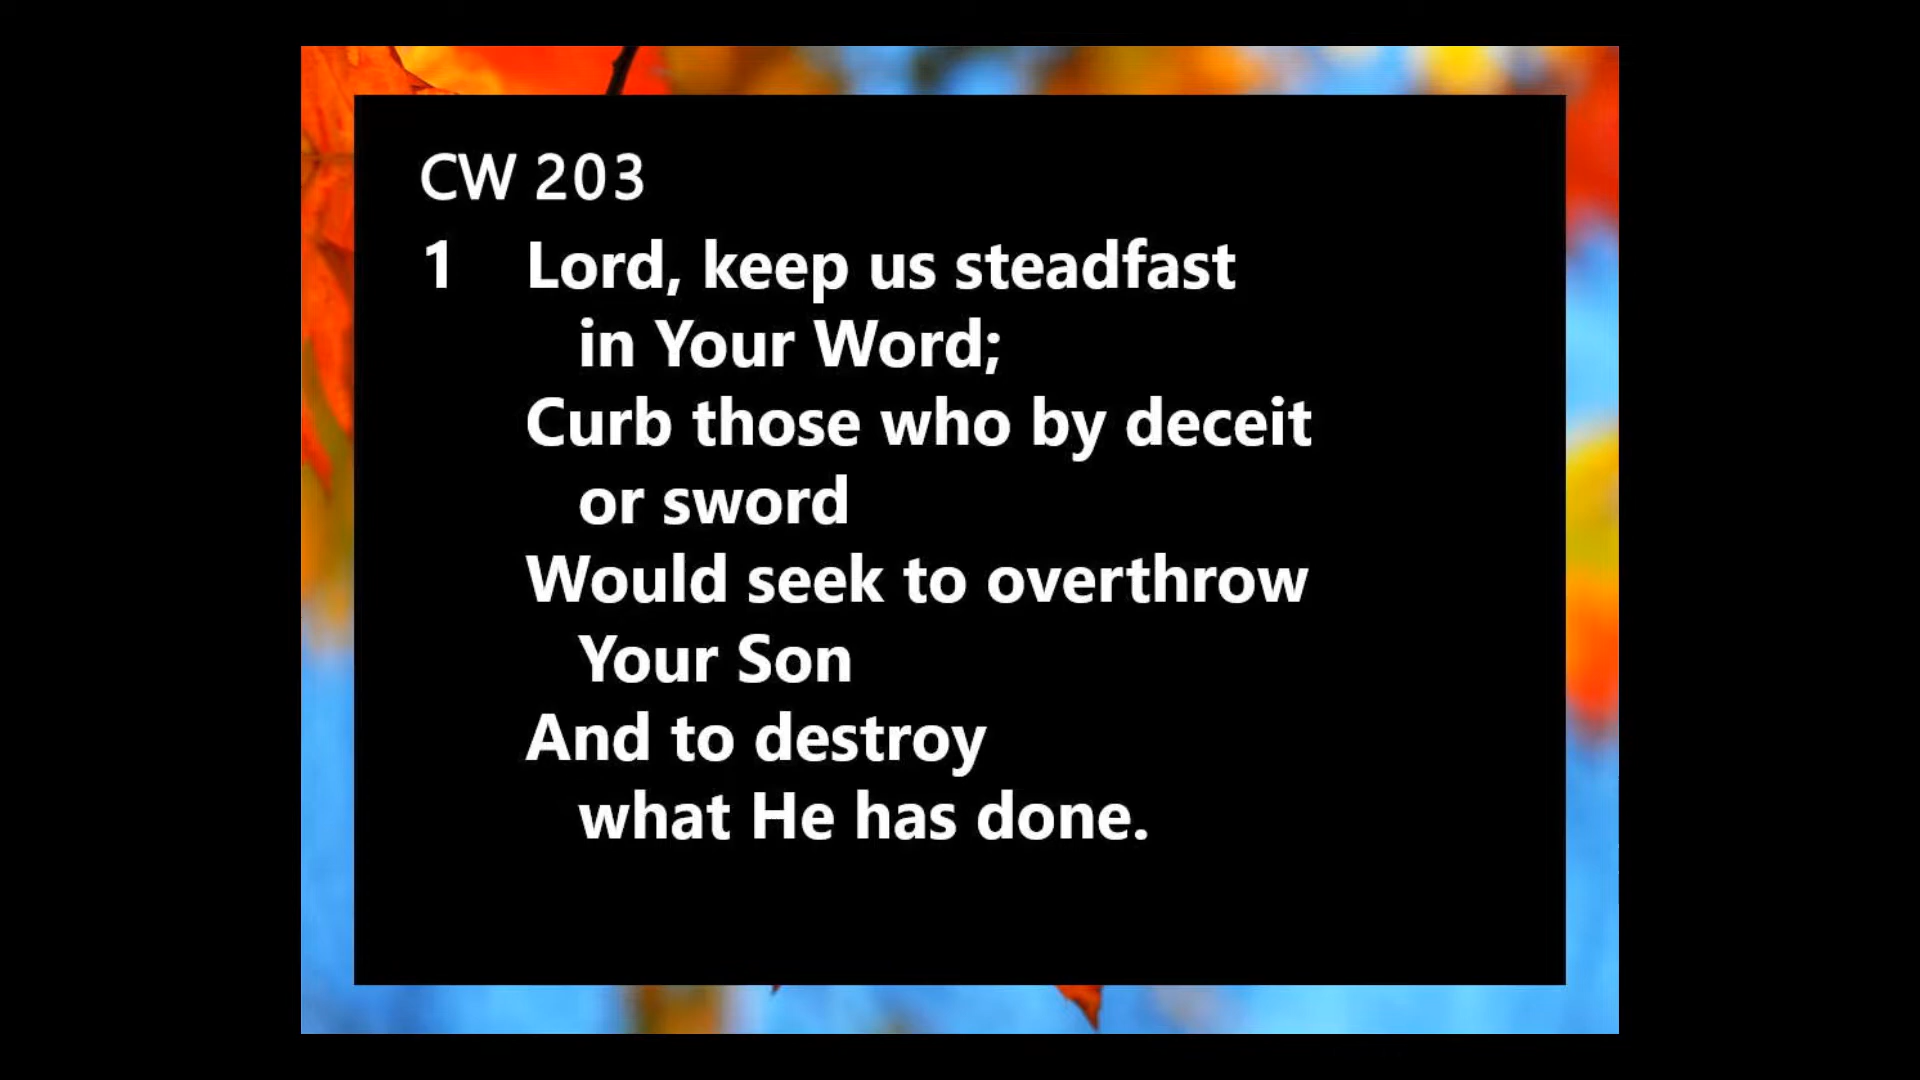 CW 203
1 Lord, keep us steadfast
in Your Word;
Curb those who by deceit
or sword
Would seek to overthrow
Your Son
And to destroy
what He has done.